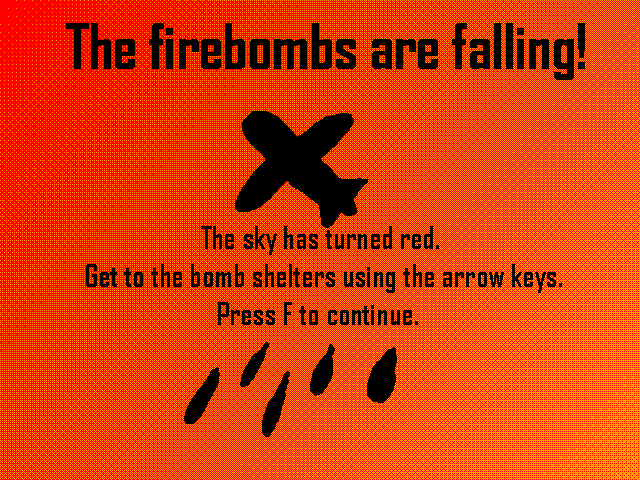 The firebombs are falling!
The sky has turned red.
Get to the bomb shelters using the arrow keys.
Press F to continue.